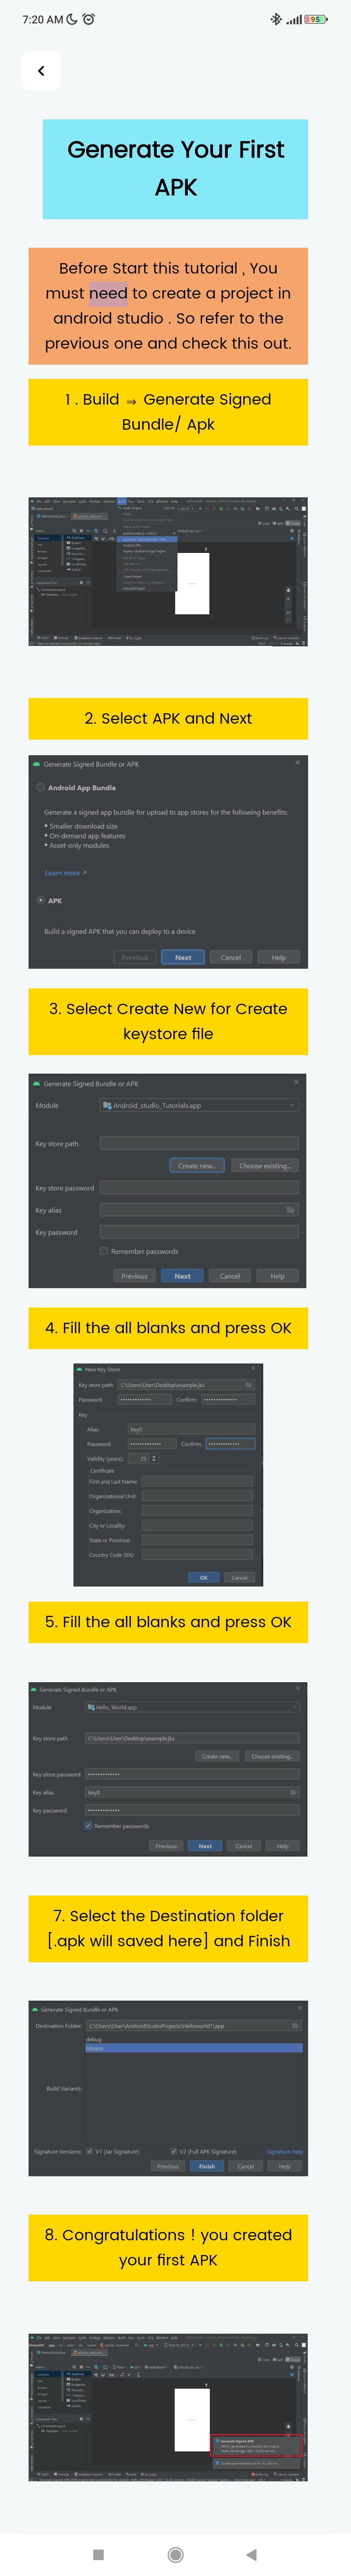 7:20 AM
95
Generate Your First
APK
Before Start this tutorial , You
must need to create a project in
android studio . So refer to the
previous one and check this out.
1 . Build ⇒ Generate Signed
Bundle/ Apk
2. Select APK and Next
Generate Signed Bundle or APK
Android App Bundle
Generate a signed app bundle for upload to app stores for the following benefits:
• Smaller download size
• On-demand app features
• Asset-only modules
Learn more ↗
APK
Build a signed APK that you can deploy to a device
Previous Next Cancel Help
3. Select Create New for Create
keystore file
Generate Signed Bundle or APK
Module Android_studio_Tutorials.app
Key store path
Create new... Choose existing...
Key store password
Key alias
Key password
Remember passwords
Previous Next Cancel Help
4. Fill the all blanks and press OK
New Key Store
Key store path: C:\Users\User\Desktop\example.jks
Password: Confirm:
Key
Alias: key0
Password: Confirm:
Validity (years): 25
Certificate
First and Last Name:
Organizational Unit:
Organization:
City or Locality:
State or Province:
Country Code (XX):
OK Cancel
5. Fill the all blanks and press OK
Generate Signed Bundle or APK
Module Hello_World.app
Key store path C:\Users\User\Desktop\example.jks
Create new... Choose existing...
Key store password
Key alias key0
Key password
Remember passwords
Previous Next Cancel Help
7. Select the Destination folder
[.apk will saved here] and Finish
Generate Signed Bundle or APK
Destination Folder: C:\Users\User\AndroidStudioProjects\Helloworld1\app
debug
release
Build Variants:
Signature Versions: V1 (Jar Signature) V2 (Full APK Signature) Signature Help
Previous Finish Cancel Help
8. Congratulations ! you created
your first APK
Generate Signed APK